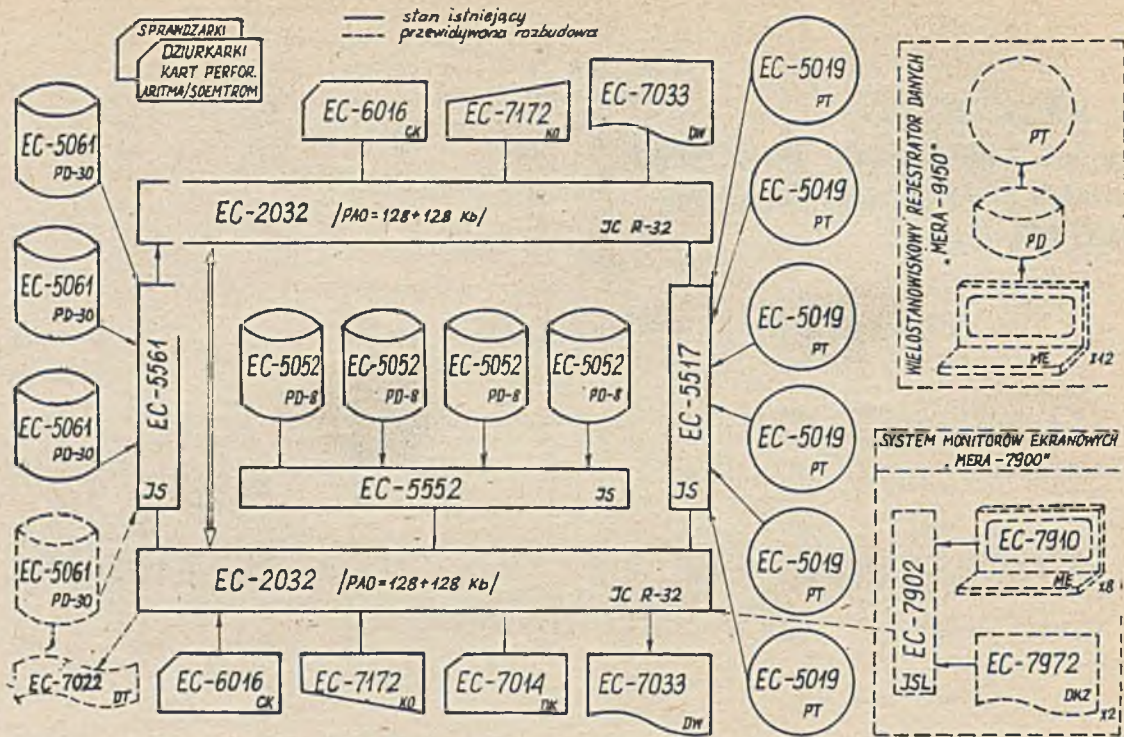 stan istniejący
przewidywana rozbudowa
SPRAWDZARKI
DZIURKARKI
KART PERFOR.
ARITMA/SOEMTROM
EC-6016
CK
EC-7172
KO
EC-7033
DW
EC-5061
PD-30
EC-5061
PD-30
EC-5061
PD-30
EC-5061
PD-30
EC-2032 /PAO=128+128 Kb/
JC R-32
EC-5561
JS
EC-5052
PD-8
EC-5052
PD-8
EC-5052
PD-8
EC-5052
PD-8
EC-5552
JS
EC-5517
JS
EC-2032 /PAO=128+128 Kb/
JC R-32
EC-7022
DT
EC-6016
CK
EC-7172
KO
EC-7014
DK
EC-7033
DW
EC-5019
PT
EC-5019
PT
EC-5019
PT
EC-5019
PT
EC-5019
PT
EC-5019
PT
WIELOSTANOWISKOWY REJESTRATOR DANYCH
„MERA-9150"
PT
PD
ME
x12
SYSTEM MONITORÓW EKRANOWYCH
„MERA-7900"
EC-7902
JSL
EC-7910
ME
x8
EC-7972
DKZ
x2